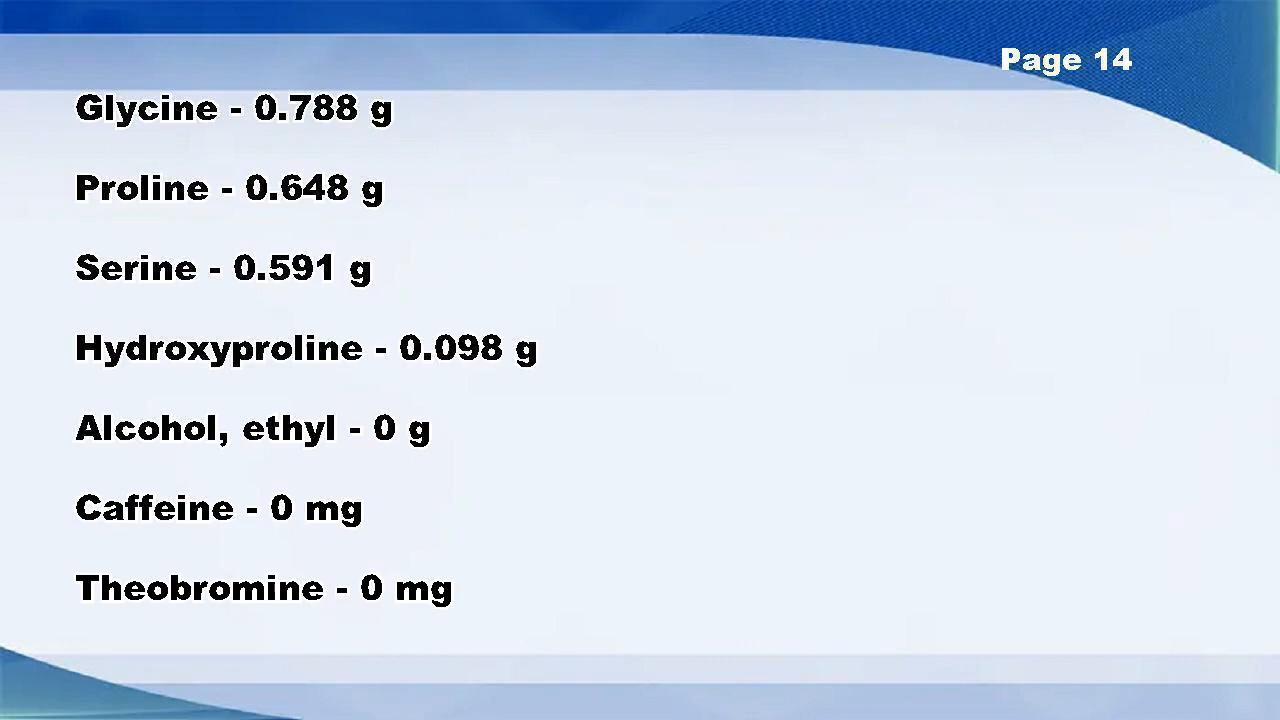 Page 14
Glycine - 0.788 g
Proline - 0.648 g
Serine - 0.591 g
Hydroxyproline - 0.098 g
Alcohol, ethyl - 0 g
Caffeine - 0 mg
Theobromine - 0 mg